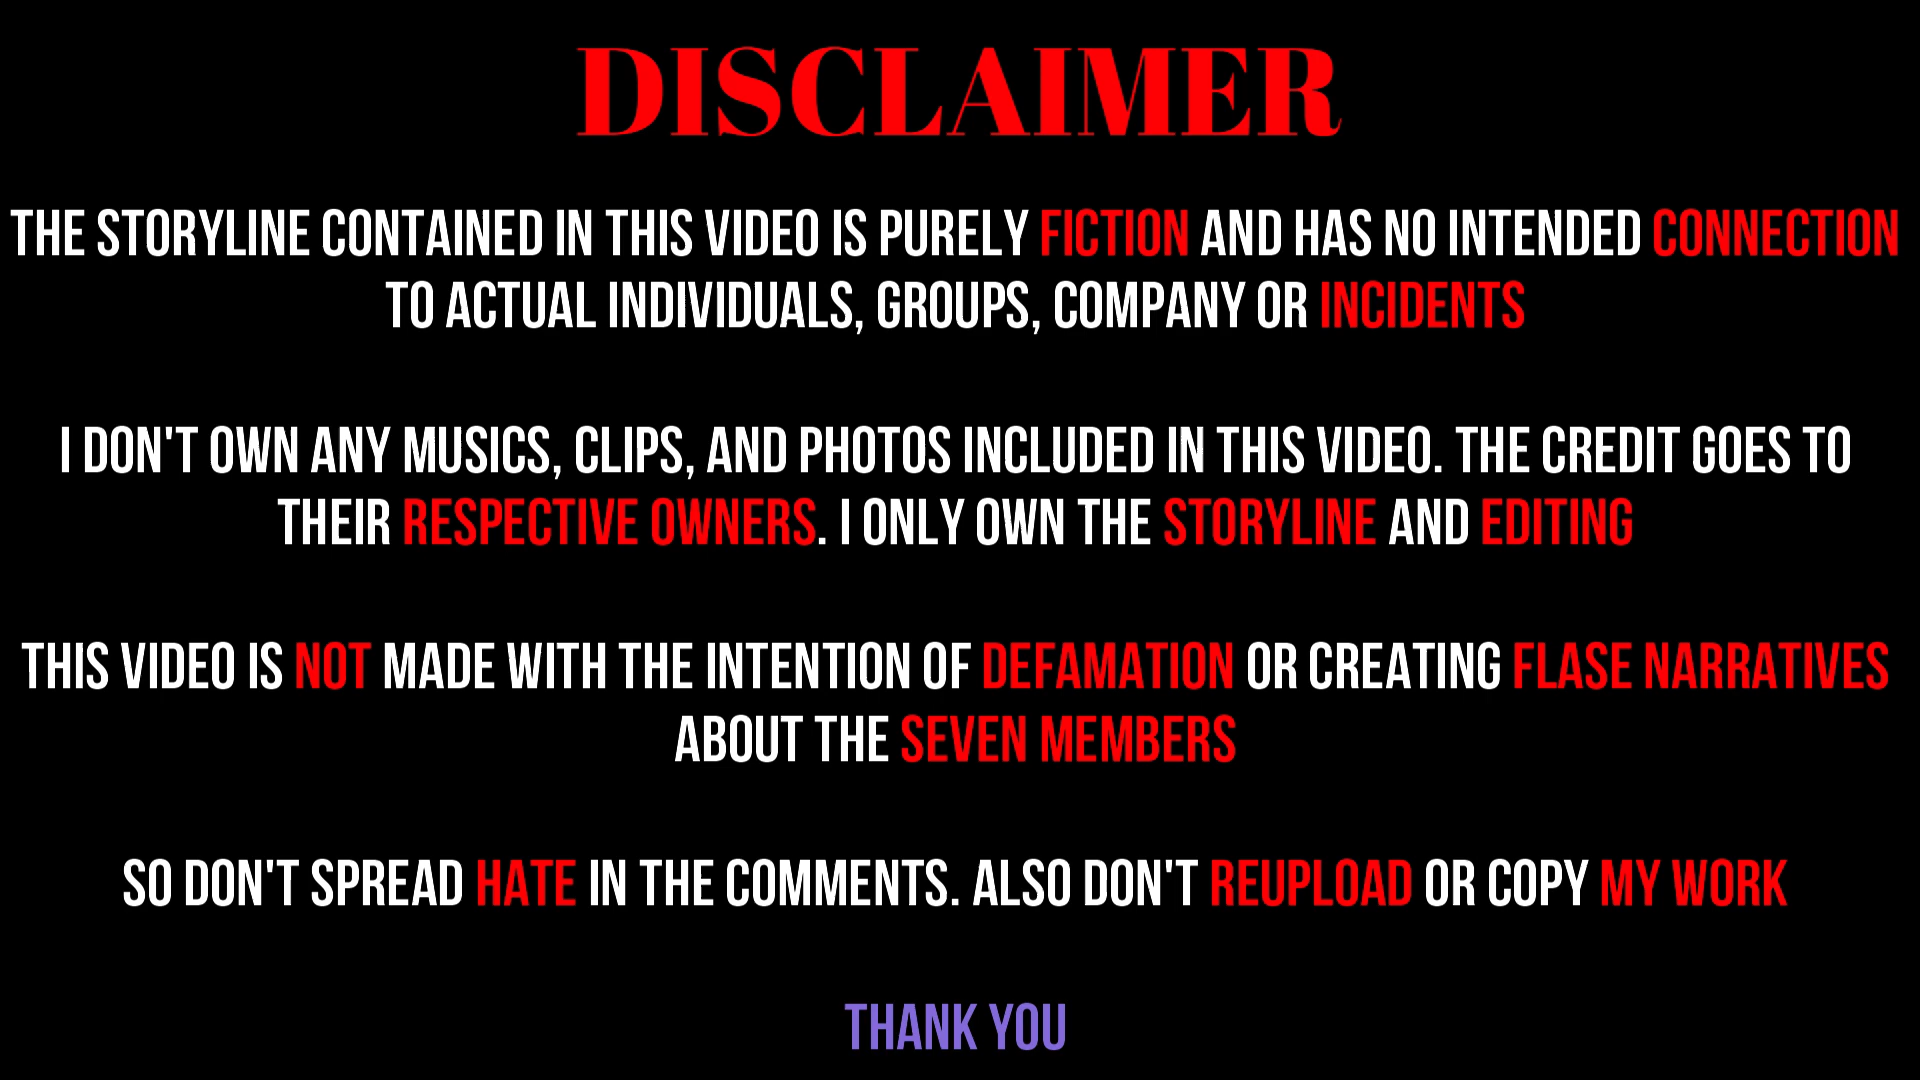 DISCLAIMER
THE STORYLINE CONTAINED IN THIS VIDEO IS PURELY FICTION AND HAS NO INTENDED CONNECTION
TO ACTUAL INDIVIDUALS, GROUPS, COMPANY OR INCIDENTS
I DON'T OWN ANY MUSICS, CLIPS, AND PHOTOS INCLUDED IN THIS VIDEO. THE CREDIT GOES TO
THEIR RESPECTIVE OWNERS. I ONLY OWN THE STORYLINE AND EDITING
THIS VIDEO IS NOT MADE WITH THE INTENTION OF DEFAMATION OR CREATING FLASE NARRATIVES
ABOUT THE SEVEN MEMBERS
SO DON'T SPREAD HATE IN THE COMMENTS. ALSO DON'T REUPLOAD OR COPY MY WORK
THANK YOU